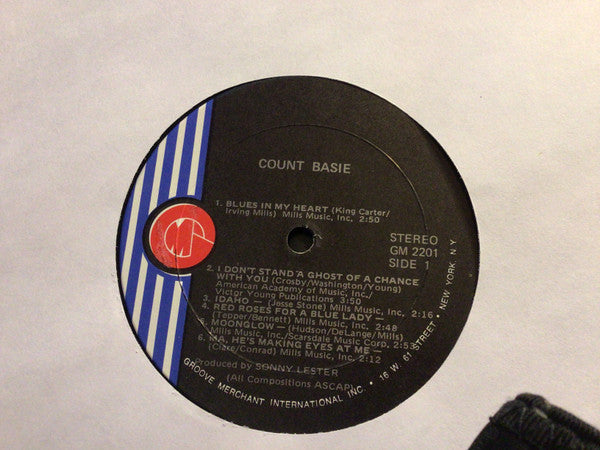 COUNT BASIE
1. BLUES IN MY HEART (King Carter/
Irving Mills) Mills Music, Inc. 2:50
STEREO
GM 2201
SIDE 1
2. I DON'T STAND A GHOST OF A CHANCE
WITH YOU (Crosby/Washington/Young)
American Academy of Music, Inc./
Victor Young Publications 3:50
3. IDAHO — (Jesse Stone) Mills Music, Inc. 2:16
4. RED ROSES FOR A BLUE LADY —
(Tepper/Bennett) Mills Music, Inc. 2:48
5. MOONGLOW — (Hudson/DeLange/Mills)
Mills Music, Inc./Scarsdale Music Corp. 2:53
6. MA, HE'S MAKING EYES AT ME —
(Clare/Conrad) Mills Music, Inc. 2:12
Produced by SONNY LESTER
(All Compositions ASCAP)
GROOVE MERCHANT INTERNATIONAL INC. • 16 W. 61 STREET • NEW YORK, N.Y.